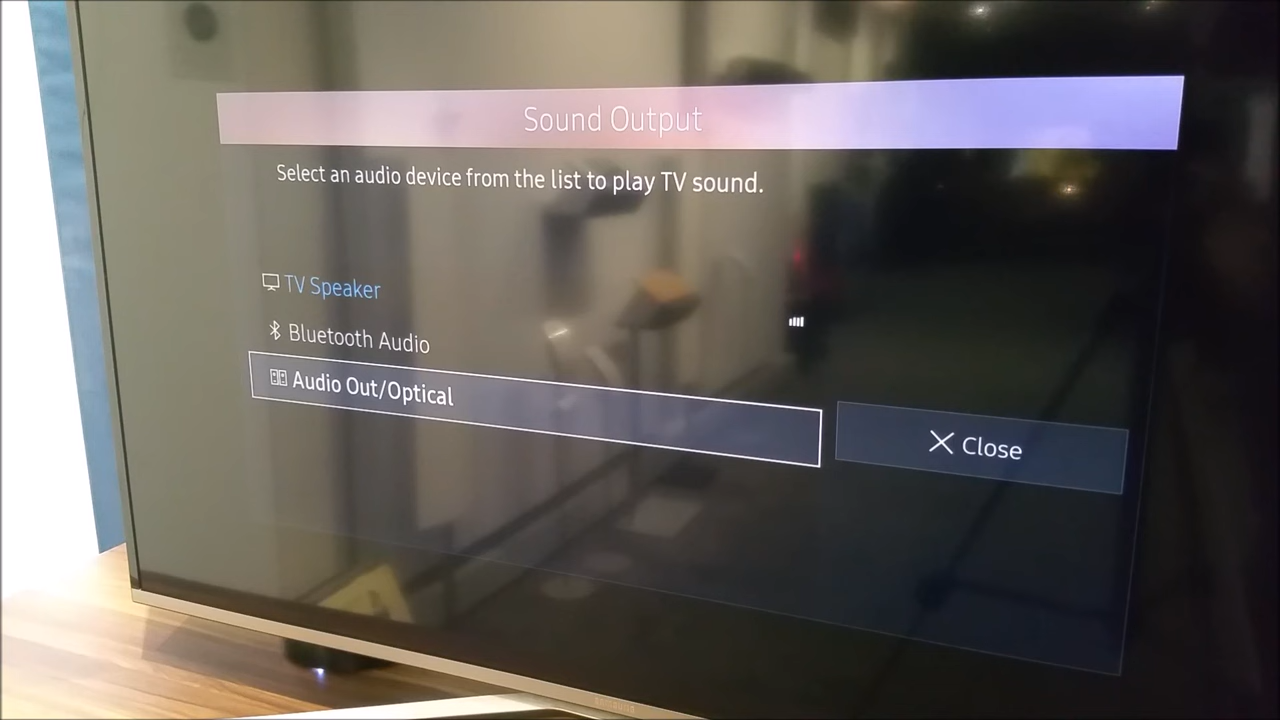 Sound Output
Select an audio device from the list to play TV sound.
TV Speaker
Bluetooth Audio
Audio Out/Optical
Close
SAMSUNG